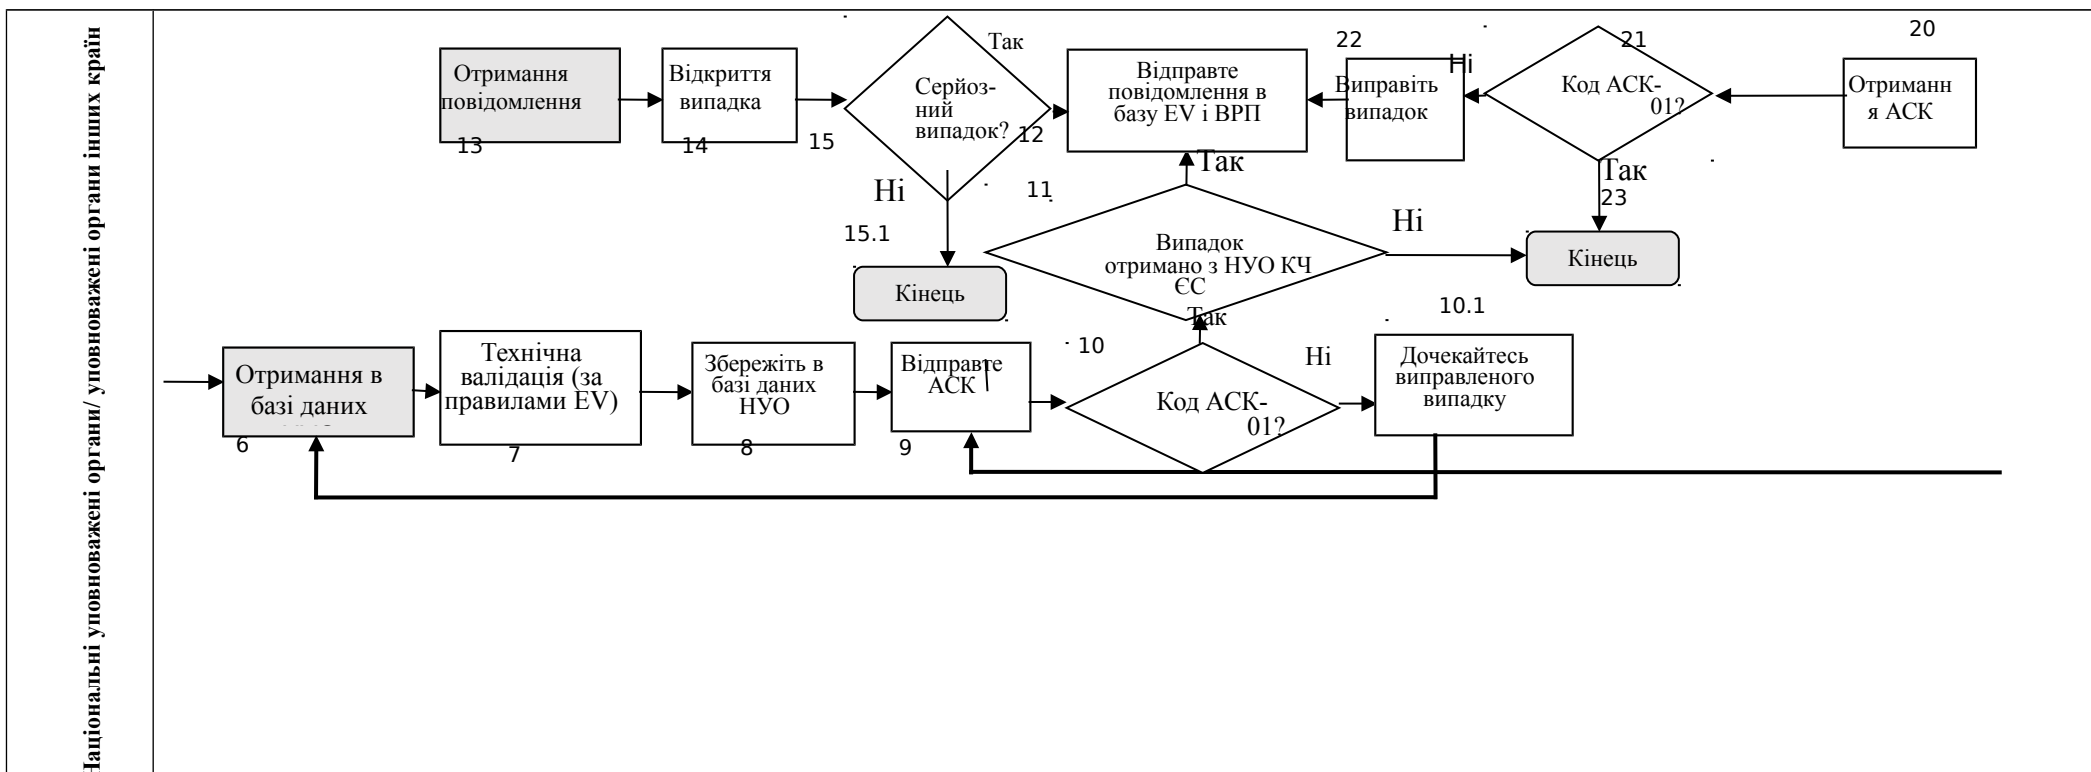 Національні уповноважені органи/ уповноважені органи інших країн
20
Отримання
повідомлення
13
Відкриття
випадка
14
15
Так
Серйоз-
ний
випадок?
12
Відправте
повідомлення в
базу EV і ВРП
22
Виправіть
випадок
Ні
21
Код АСК-
01?
Отриманн
я АСК
Так
23
Ні
15.1
Кінець
Так
11
Випадок
отримано з НУО КЧ
ЄС
Ні
Кінець
Так
10.1
Отримання в
базі даних
6
Технічна
валідація (за
правилами EV)
7
Збережіть в
базі даних
НУО
8
Відправте
АСК
9
10
Код АСК-
01?
Ні
Дочекайтесь
виправленого
випадку